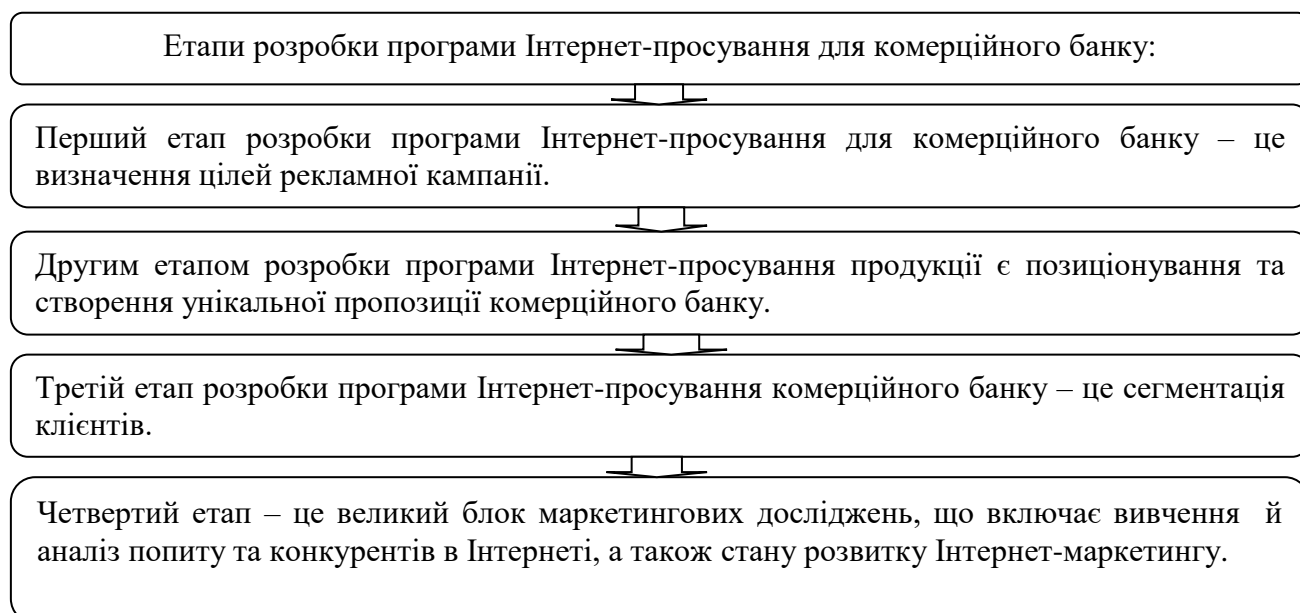 Етапи розробки програми Інтернет-просування для комерційного банку:
Перший етап розробки програми Інтернет-просування для комерційного банку – це
визначення цілей рекламної кампанії.
Другим етапом розробки програми Інтернет-просування продукції є позиціонування та
створення унікальної пропозиції комерційного банку.
Третій етап розробки програми Інтернет-просування комерційного банку – це сегментація
клієнтів.
Четвертий етап – це великий блок маркетингових досліджень, що включає вивчення й
аналіз попиту та конкурентів в Інтернеті, а також стану розвитку Інтернет-маркетингу.